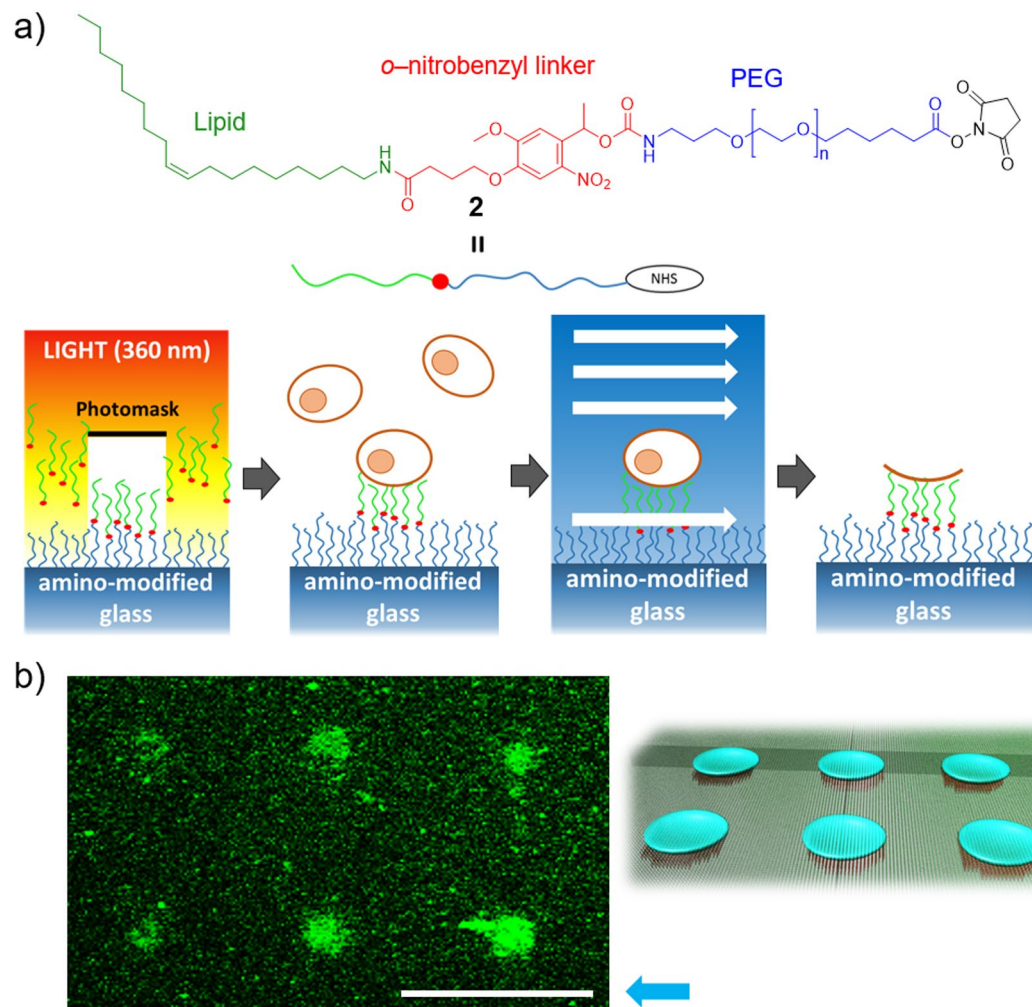 a)
o–nitrobenzyl linker
PEG
Lipid
O
O
O
N
O
O
O
O
N
H
O
O
n
O
O
N
H
O
O
NO2
2
=
NHS
LIGHT (360 nm)
Photomask
amino-modified
glass
amino-modified
glass
amino-modified
glass
amino-modified
glass
b)